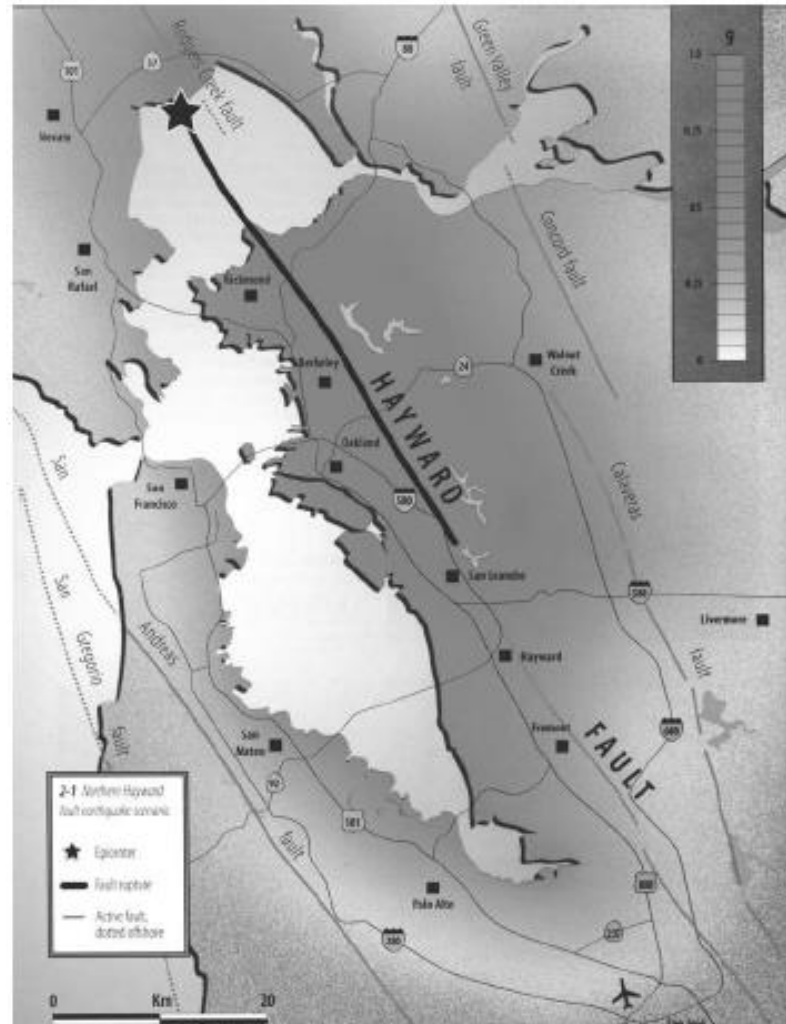 Rodgers Creek fault
Green Valley
fault
80
101
37
Novato
g
1.0
0.75
0.5
0.25
0
Concord fault
San
Rafael
Richmond
Walnut
Creek
24
Berkeley
HAYWARD
Oakland
San
Francisco
580
Calaveras
San
San
Gregorio
fault
Andreas
fault
San Leandro
580
fault
Livermore
Hayward
Fremont
FAULT
680
San
Mateo
101
880
Palo Alto
237
280
2-1 Northern Hayward
fault earthquake scenario
Epicenter
Fault rupture
Active fault,
dotted offshore
0 Km 20